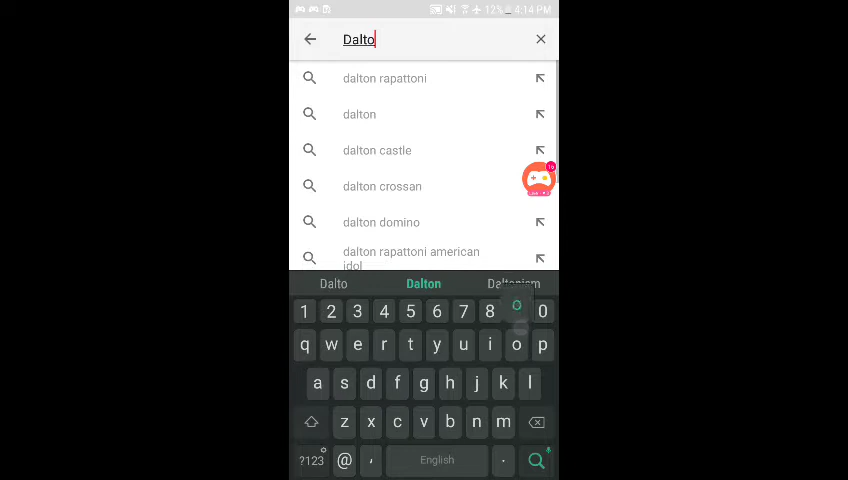 12% 4:14 PM
Dalto
dalton rapattoni
dalton
dalton castle
dalton crossan
dalton domino
dalton rapattoni american
idol
16
Dalto Dalton Daltonism
o
1 2 3 4 5 6 7 8 0
q w e r t y u i o p
a s d f g h j k l
z x c v b n m
?123 @ , English .